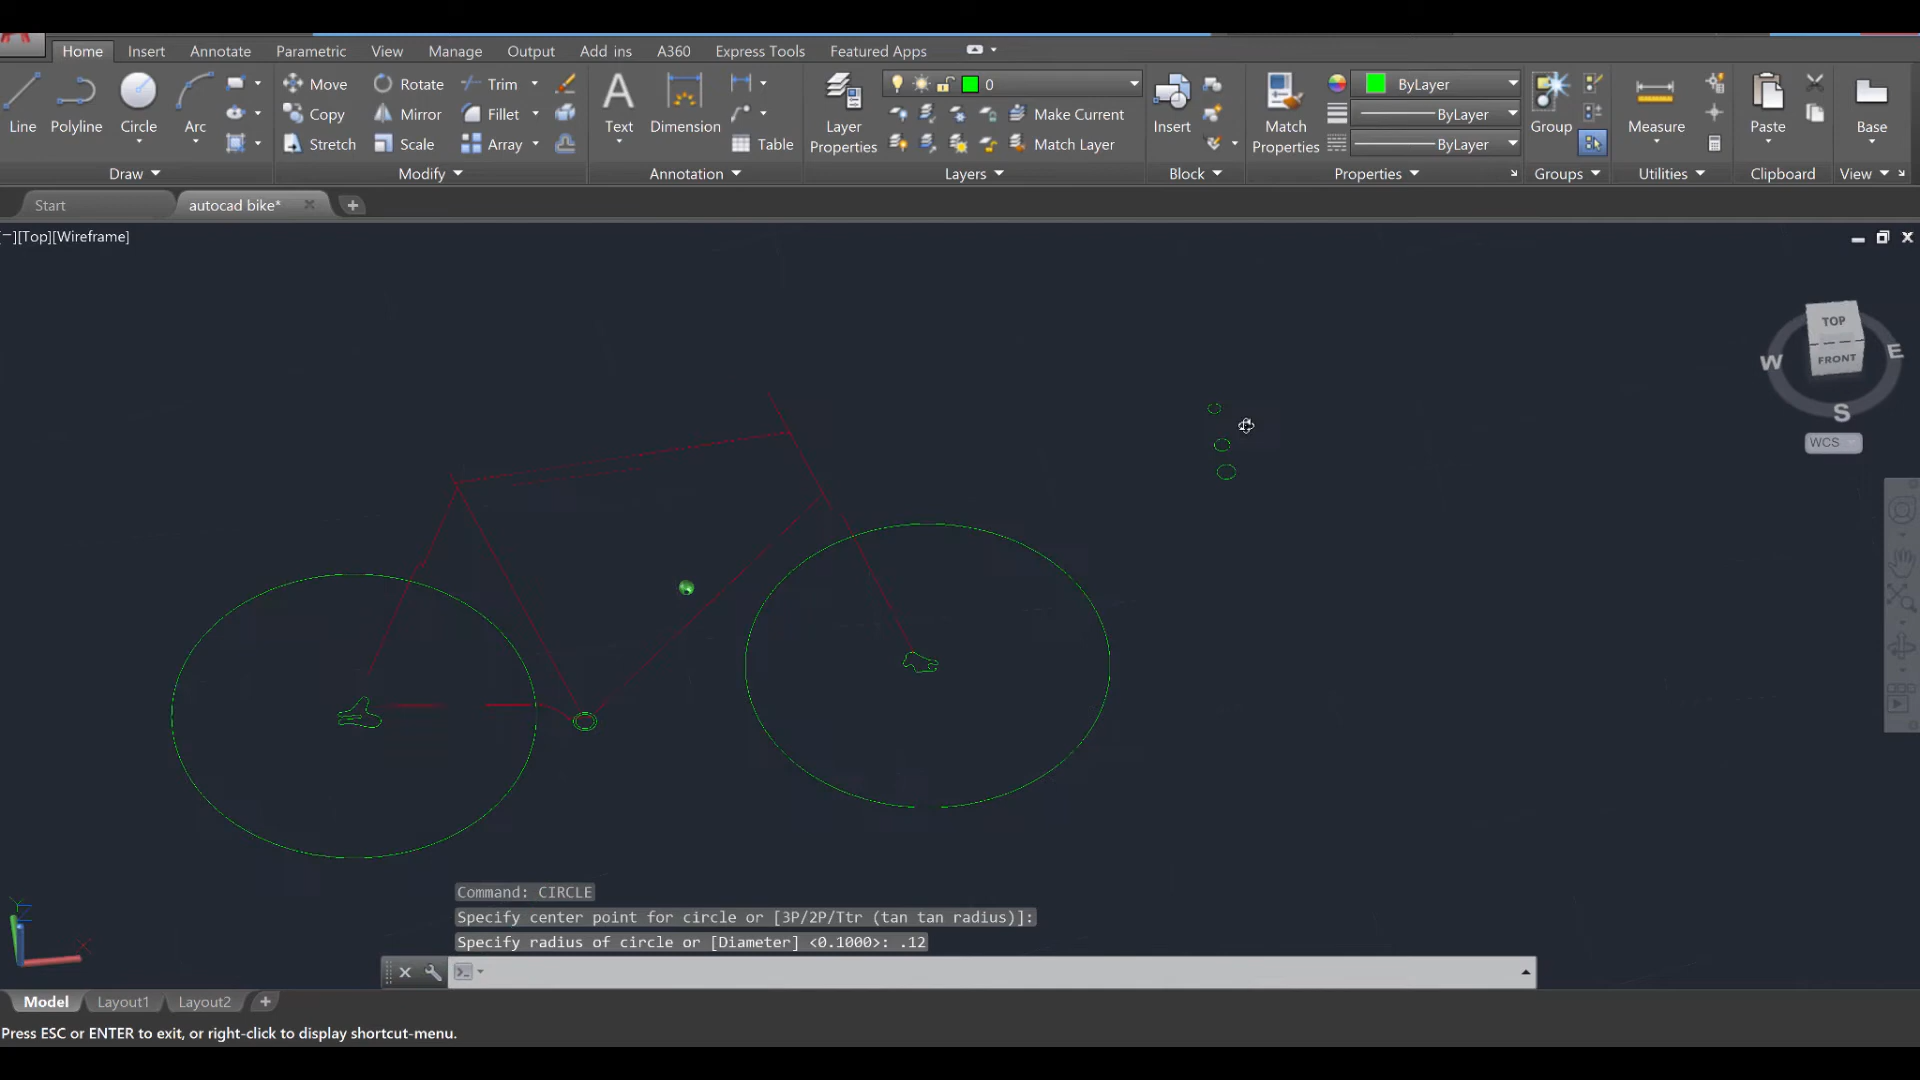 Home Insert Annotate Parametric View Manage Output Add ins A360 Express Tools Featured Apps
Line Polyline Circle Arc
Move Rotate Trim
Copy Mirror Fillet
Stretch Scale Array
Text Dimension
Table
Layer Properties
0
Make Current
Match Layer
Insert
Match Properties
ByLayer
ByLayer
ByLayer
Group
Measure
Paste
Base
Draw Modify Annotation Layers Block Properties Groups Utilities Clipboard View
Start autocad bike*
[−][Top][Wireframe]
TOP
FRONT
W E
S
WCS
Y
Z
X
Command: CIRCLE
Specify center point for circle or [3P/2P/Ttr (tan tan radius)]:
Specify radius of circle or [Diameter] <0.1000>: .12
Model Layout1 Layout2
Press ESC or ENTER to exit, or right-click to display shortcut-menu.